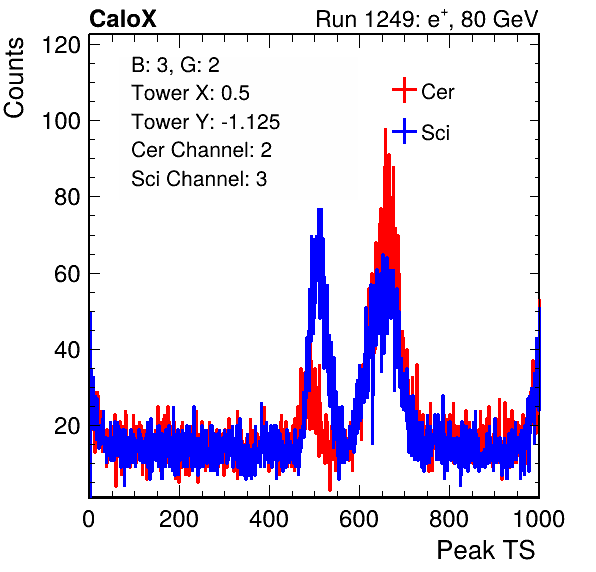 CaloX
Run 1249: e+, 80 GeV
Counts
120
100
80
60
40
20
B: 3, G: 2
Tower X: 0.5
Tower Y: -1.125
Cer Channel: 2
Sci Channel: 3
Cer
Sci
0 200 400 600 800 1000
Peak TS